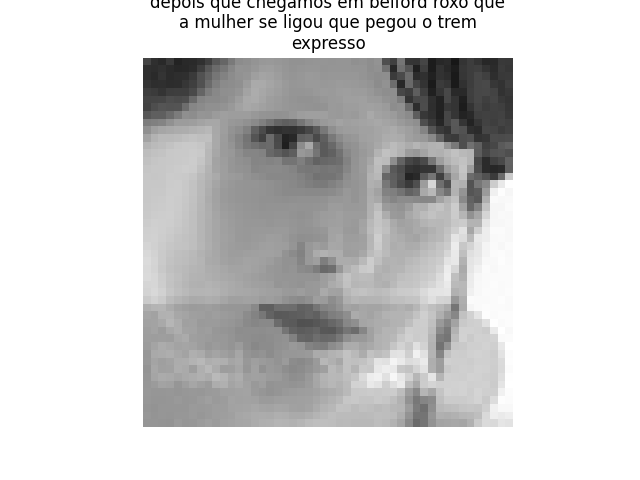 depois que chegamos em belford roxo que
a mulher se ligou que pegou o trem
expresso